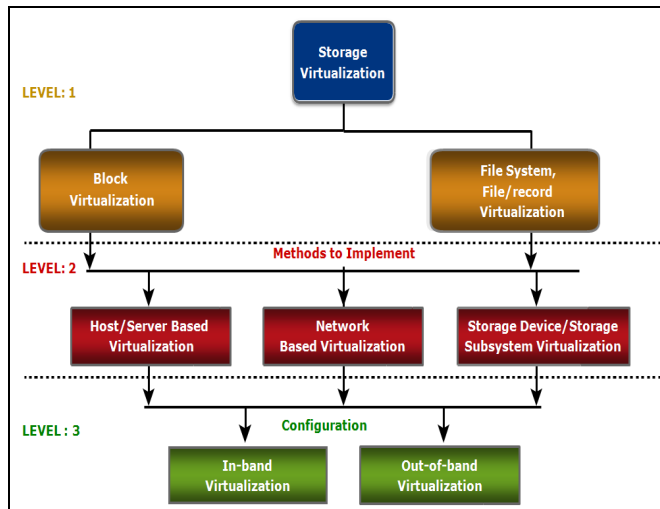 Storage
Virtualization
LEVEL: 1
Block
Virtualization
File System,
File/record
Virtualization
Methods to Implement
LEVEL: 2
Host/Server Based
Virtualization
Network
Based Virtualization
Storage Device/Storage
Subsystem Virtualization
Configuration
LEVEL : 3
In-band
Virtualization
Out-of-band
Virtualization